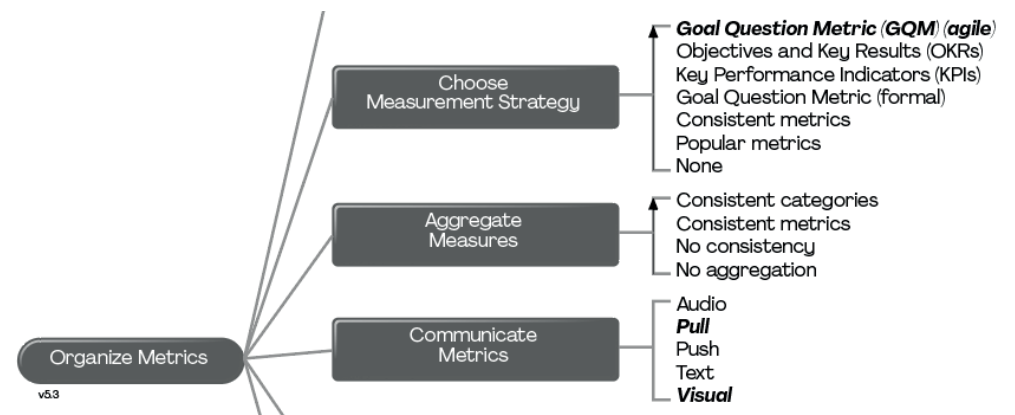 Choose
Measurement Strategy
Goal Question Metric (GQM) (agile)
Objectives and Key Results (OKRs)
Key Performance Indicators (KPIs)
Goal Question Metric (formal)
Consistent metrics
Popular metrics
None
Aggregate
Measures
Consistent categories
Consistent metrics
No consistency
No aggregation
Communicate
Metrics
Audio
Pull
Push
Text
Visual
Organize Metrics
v5.3